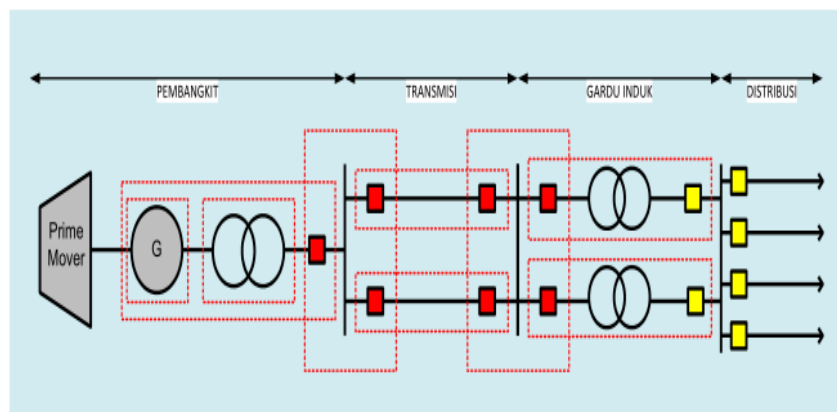 PEMBANGKIT
TRANSMISI
GARDU INDUK
DISTRIBUSI
Prime
Mover
G